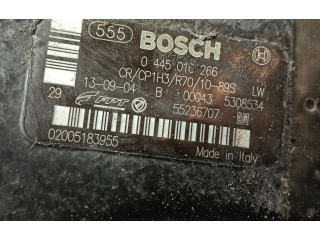 555 BOSCH
0 445 010 266
CR/CP1H3/R70/10-89S LW
13-09-04 B 00043 5308534
29 FPT 55236707
02005183955 Made in Italy